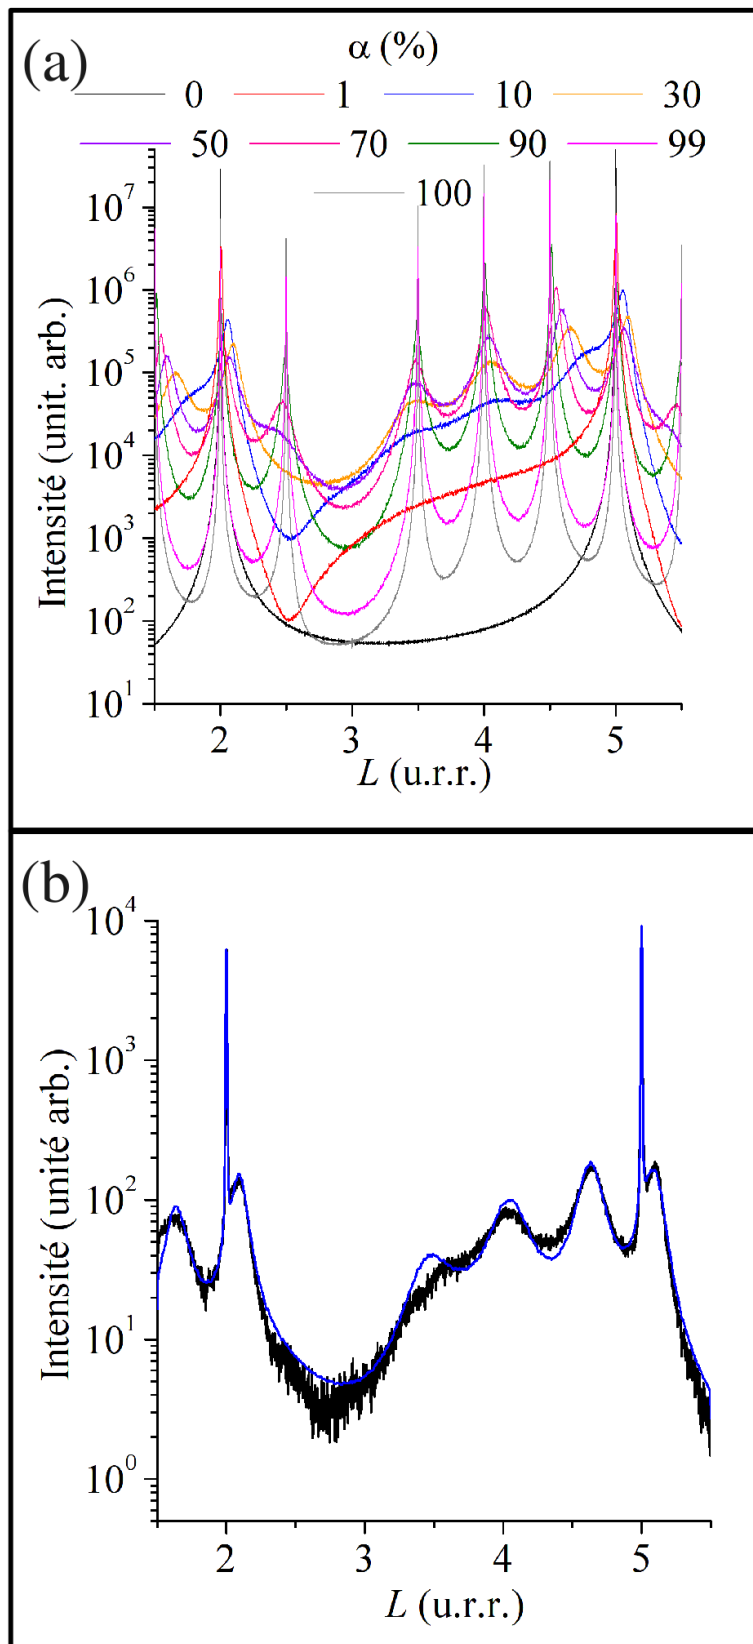 (a)
α (%)
0 1 10 30
50 70 90 99
100
10⁷
10⁶
10⁵
10⁴
10³
10²
10¹
Intensité (unit. arb.)
2 3 4 5
L (u.r.r.)
(b)
10⁴
10³
10²
10¹
10⁰
Intensité (unité arb.)
2 3 4 5
L (u.r.r.)